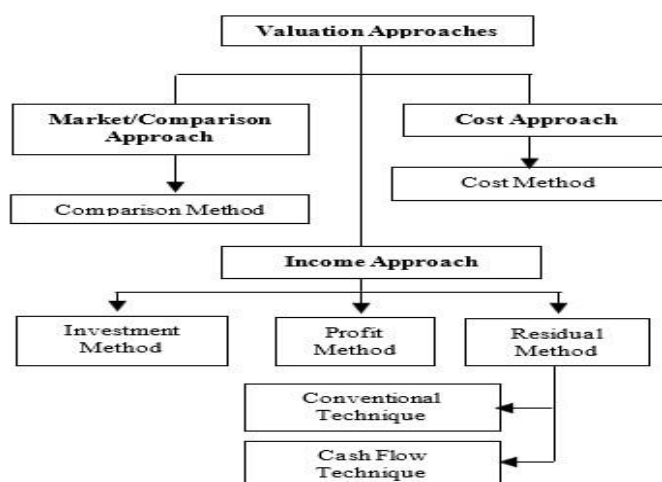 Valuation Approaches
Market/Comparison
Approach
Cost Approach
Comparison Method
Cost Method
Income Approach
Investment
Method
Profit
Method
Residual
Method
Conventional
Technique
Cash Flow
Technique